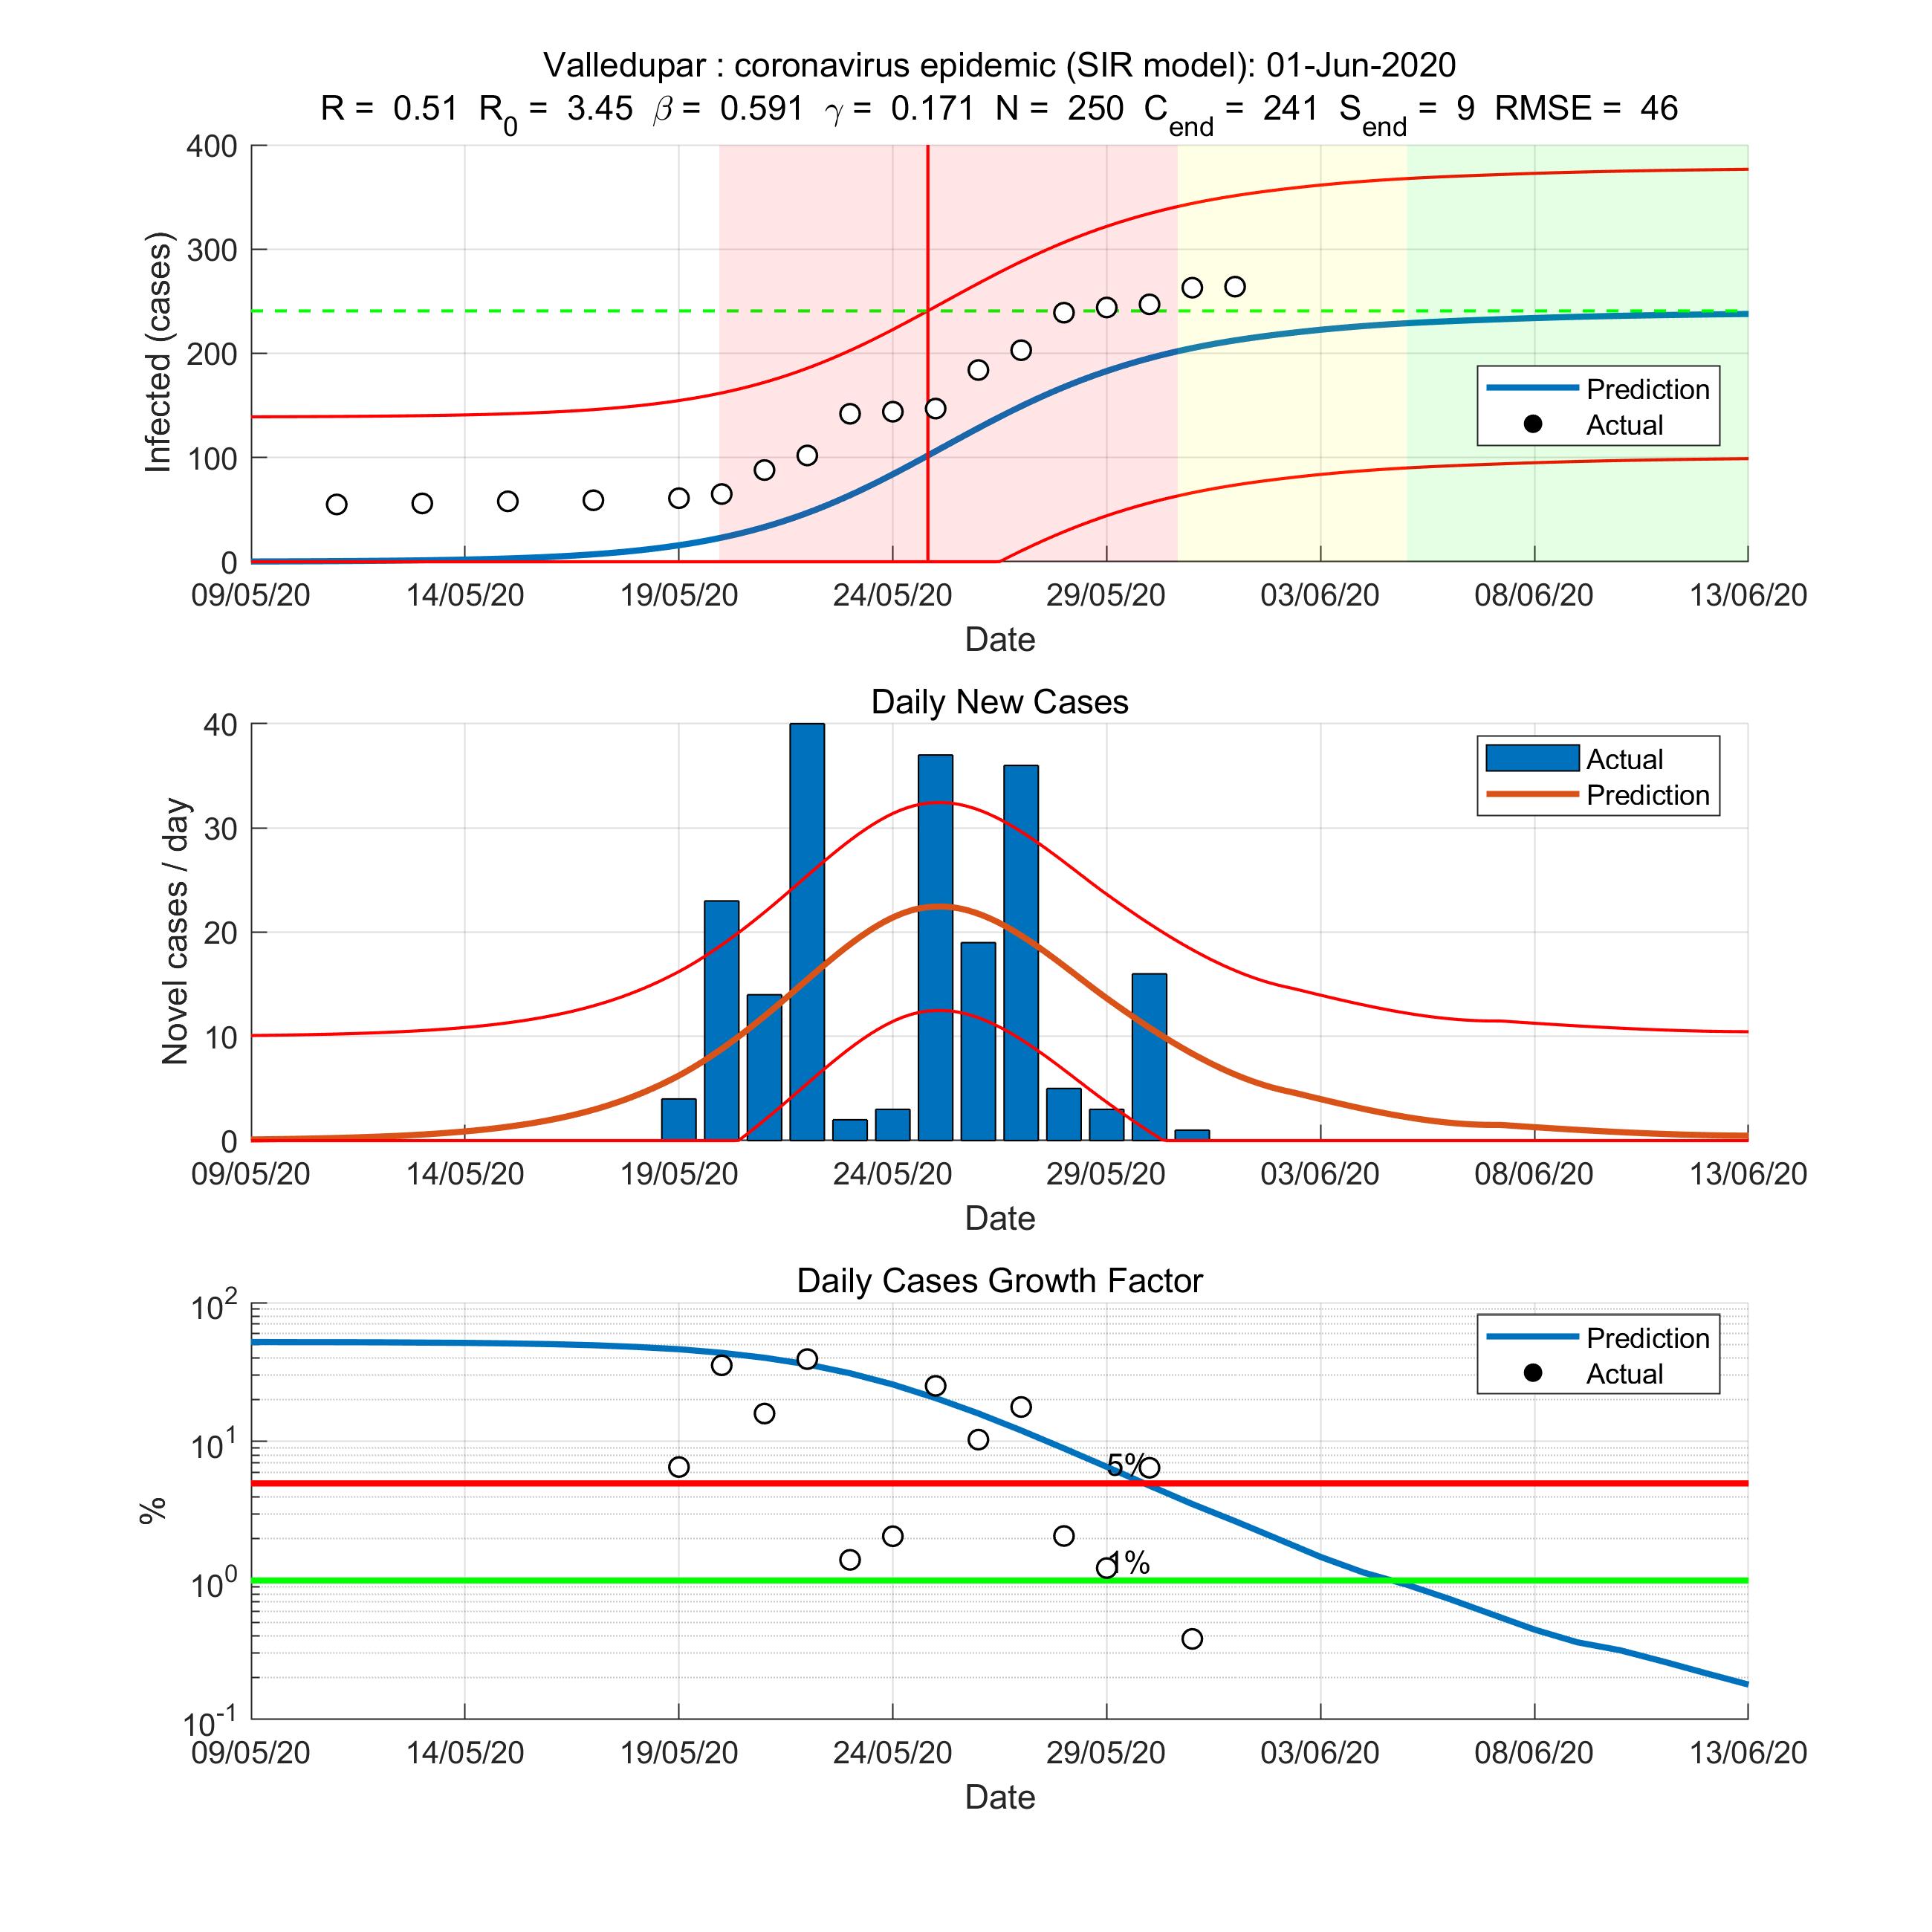 Valledupar : coronavirus epidemic (SIR model): 01-Jun-2020
R = 0.51 R0 = 3.45 β = 0.591 γ = 0.171 N = 250 Cend = 241 Send = 9 RMSE = 46
400
300
200
100
0
Infected (cases)
Prediction
Actual
09/05/20 14/05/20 19/05/20 24/05/20 29/05/20 03/06/20 08/06/20 13/06/20
Date
Daily New Cases
40
30
20
10
0
Novel cases / day
Actual
Prediction
09/05/20 14/05/20 19/05/20 24/05/20 29/05/20 03/06/20 08/06/20 13/06/20
Date
Daily Cases Growth Factor
10^2
10^1
10^0
10^-1
%
Prediction
Actual
5%
1%
09/05/20 14/05/20 19/05/20 24/05/20 29/05/20 03/06/20 08/06/20 13/06/20
Date